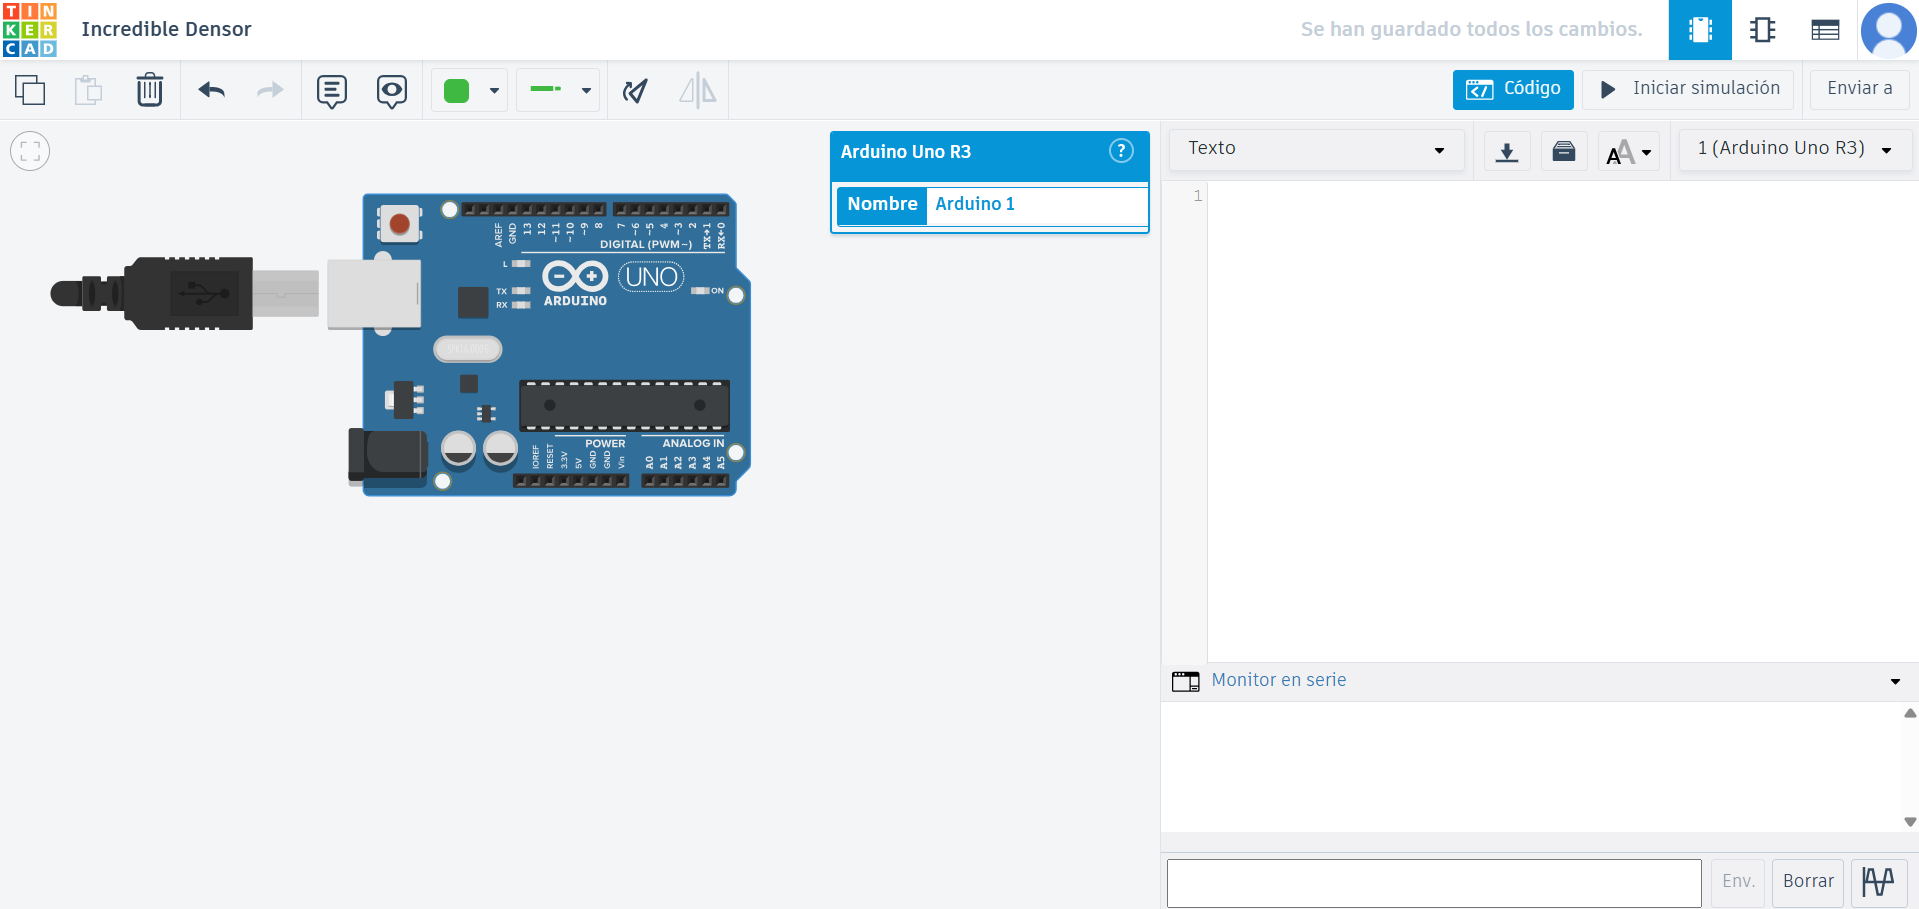 TIN
KER
CAD
Incredible Densor
Se han guardado todos los cambios.
Código
Iniciar simulación
Enviar a
Arduino Uno R3
?
Nombre
Arduino 1
Texto
AA
1 (Arduino Uno R3)
1
AREF
GND
13
12
~11
~10
~9
8
7
~6
~5
4
~3
2
TX→1
RX←0
DIGITAL (PWM~)
L
TX
RX
ARDUINO
UNO
ON
POWER
ANALOG IN
IOREF
RESET
3.3V
5V
GND
GND
Vin
A0
A1
A2
A3
A4
A5
Monitor en serie
Env.
Borrar